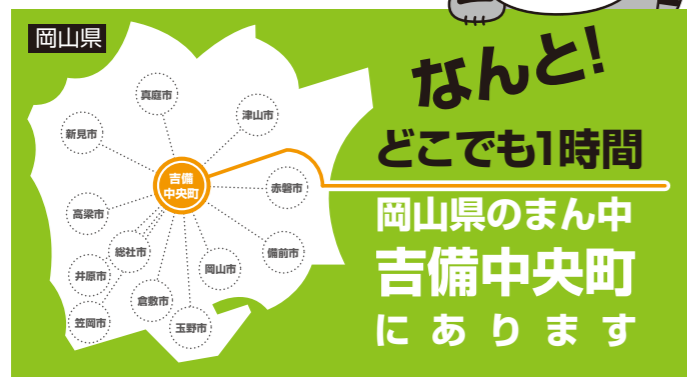 岡山県
真庭市
津山市
新見市
吉備
中央町
赤磐市
高梁市
総社市
備前市
岡山市
井原市
倉敷市
笠岡市
玉野市
なんと!
どこでも1時間
岡山県のまん中
吉備中央町
にあります